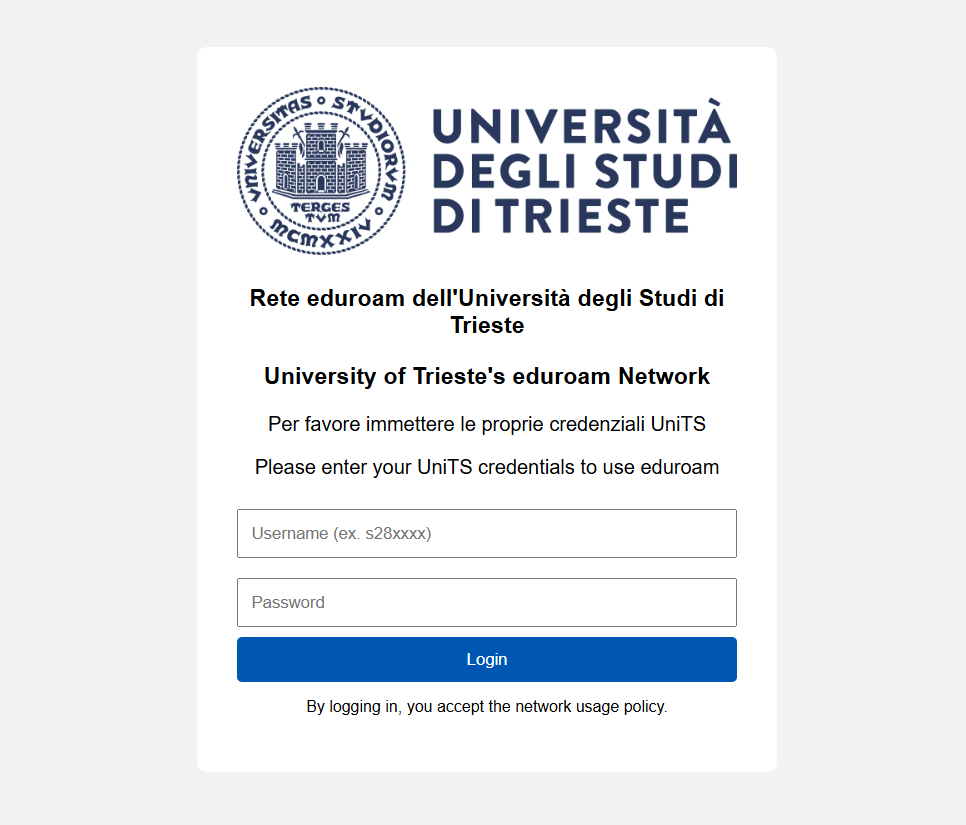 UNIVERSITAS STVDIORVM
TERGES
TVM
MCMXXIV
UNIVERSITÀ
DEGLI STUDI
DI TRIESTE
Rete eduroam dell'Università degli Studi di
Trieste
University of Trieste's eduroam Network
Per favore immettere le proprie credenziali UniTS
Please enter your UniTS credentials to use eduroam
Username (ex. s28xxxx)
Password
Login
By logging in, you accept the network usage policy.